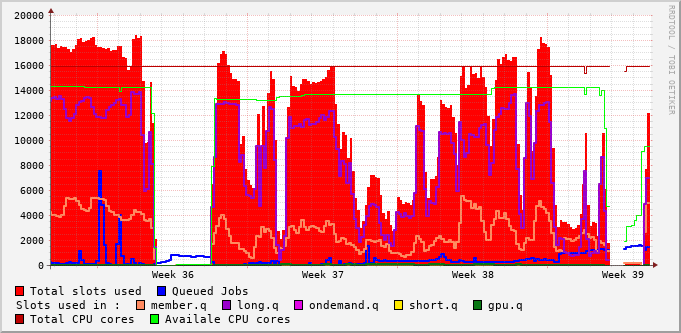 20000
18000
16000
14000
12000
10000
8000
6000
4000
2000
0
Week 36 Week 37 Week 38 Week 39
RRDTOOL / TOBI OETIKER
Total slots used Queued Jobs
Slots used in : member.q long.q ondemand.q short.q gpu.q
Total CPU cores Availale CPU cores